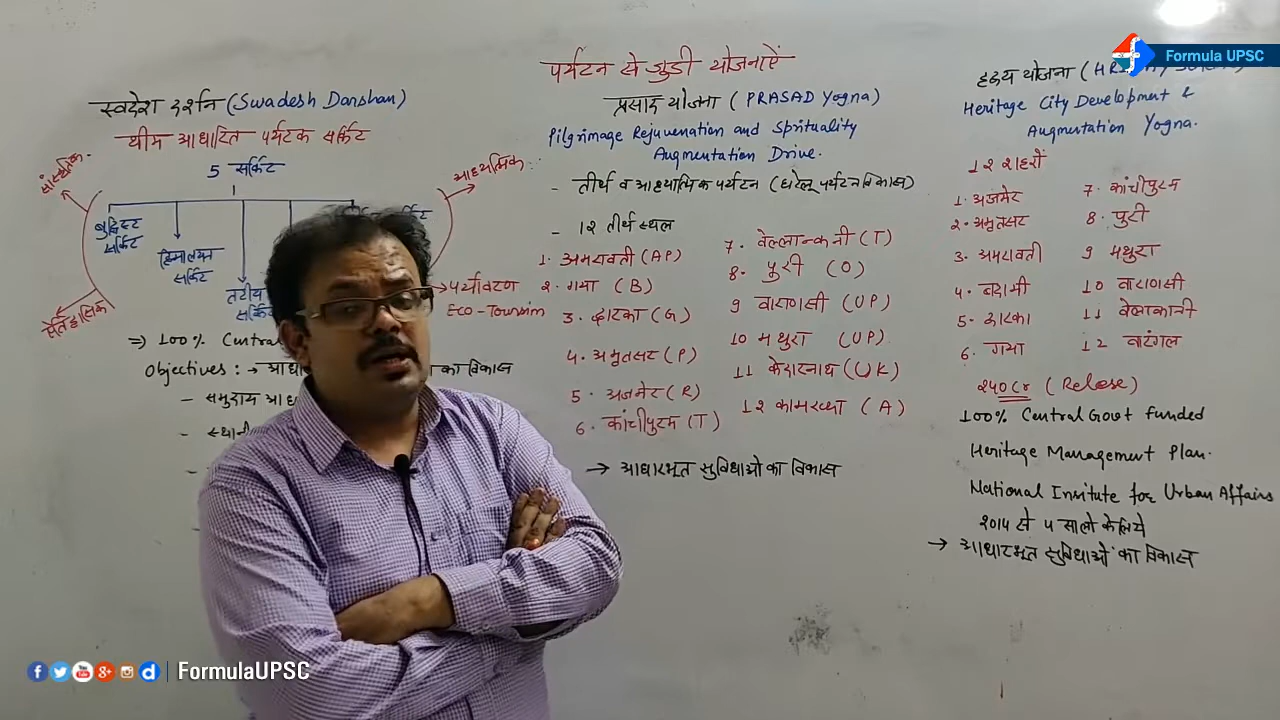 Formula UPSC
पर्यटन से जुडी योजनाऐं
स्वदेश दर्शन (Swadesh Darshan)
थीम आधारित पर्यटक सर्किट
5 सर्किट
बुद्धिस्ट सर्किट
हिमालयन सर्किट
तटीय
आध्यात्मिक
ऐतिहासिक
पर्यावरण
Eco-Tourism
⇒ 100% Central
Objectives: →
का विकास
- समुदाय
प्रसाद योजना (PRASAD Yogna)
Pilgrimage Rejuvenation and Sprituality
Augmentation Drive.
- तीर्थ व आध्यात्मिक पर्यटन (घरेलू पर्यटन विकास)
- 12 तीर्थ स्थल
1. अमरावती (AP)
2. गया (B)
3. द्वारका (G)
4. अमृतसर (P)
5. अजमेर (R)
6. कांचीपुरम (T)
7. वेल्लान्कनी (T)
8. पूरी (O)
9 वाराणसी (UP)
10 मथुरा (UP)
11 केदारनाथ (UK)
12 कामख्या (A)
→ आधारभूत सुविधाओ का विकास
हृदय योजना
Heritage City Development &
Augmentation Yogna.
12 शहरों
1. अजमेर
2. अमृतसर
3. अमरावती
4. बदामी
5. द्वारका
6. गया
7. कांचीपुरम
8. पुरी
9 मथुरा
10 वाराणसी
11 वेलाकानी
12 वारंगल
240Cr (Release)
100% Central Govt funded
Heritage Management Plan.
National Institute for Urban Affairs
2014 से 4 सालो के लिये
→ आधारभूत सुविधाओं का विकास
FormulaUPSC